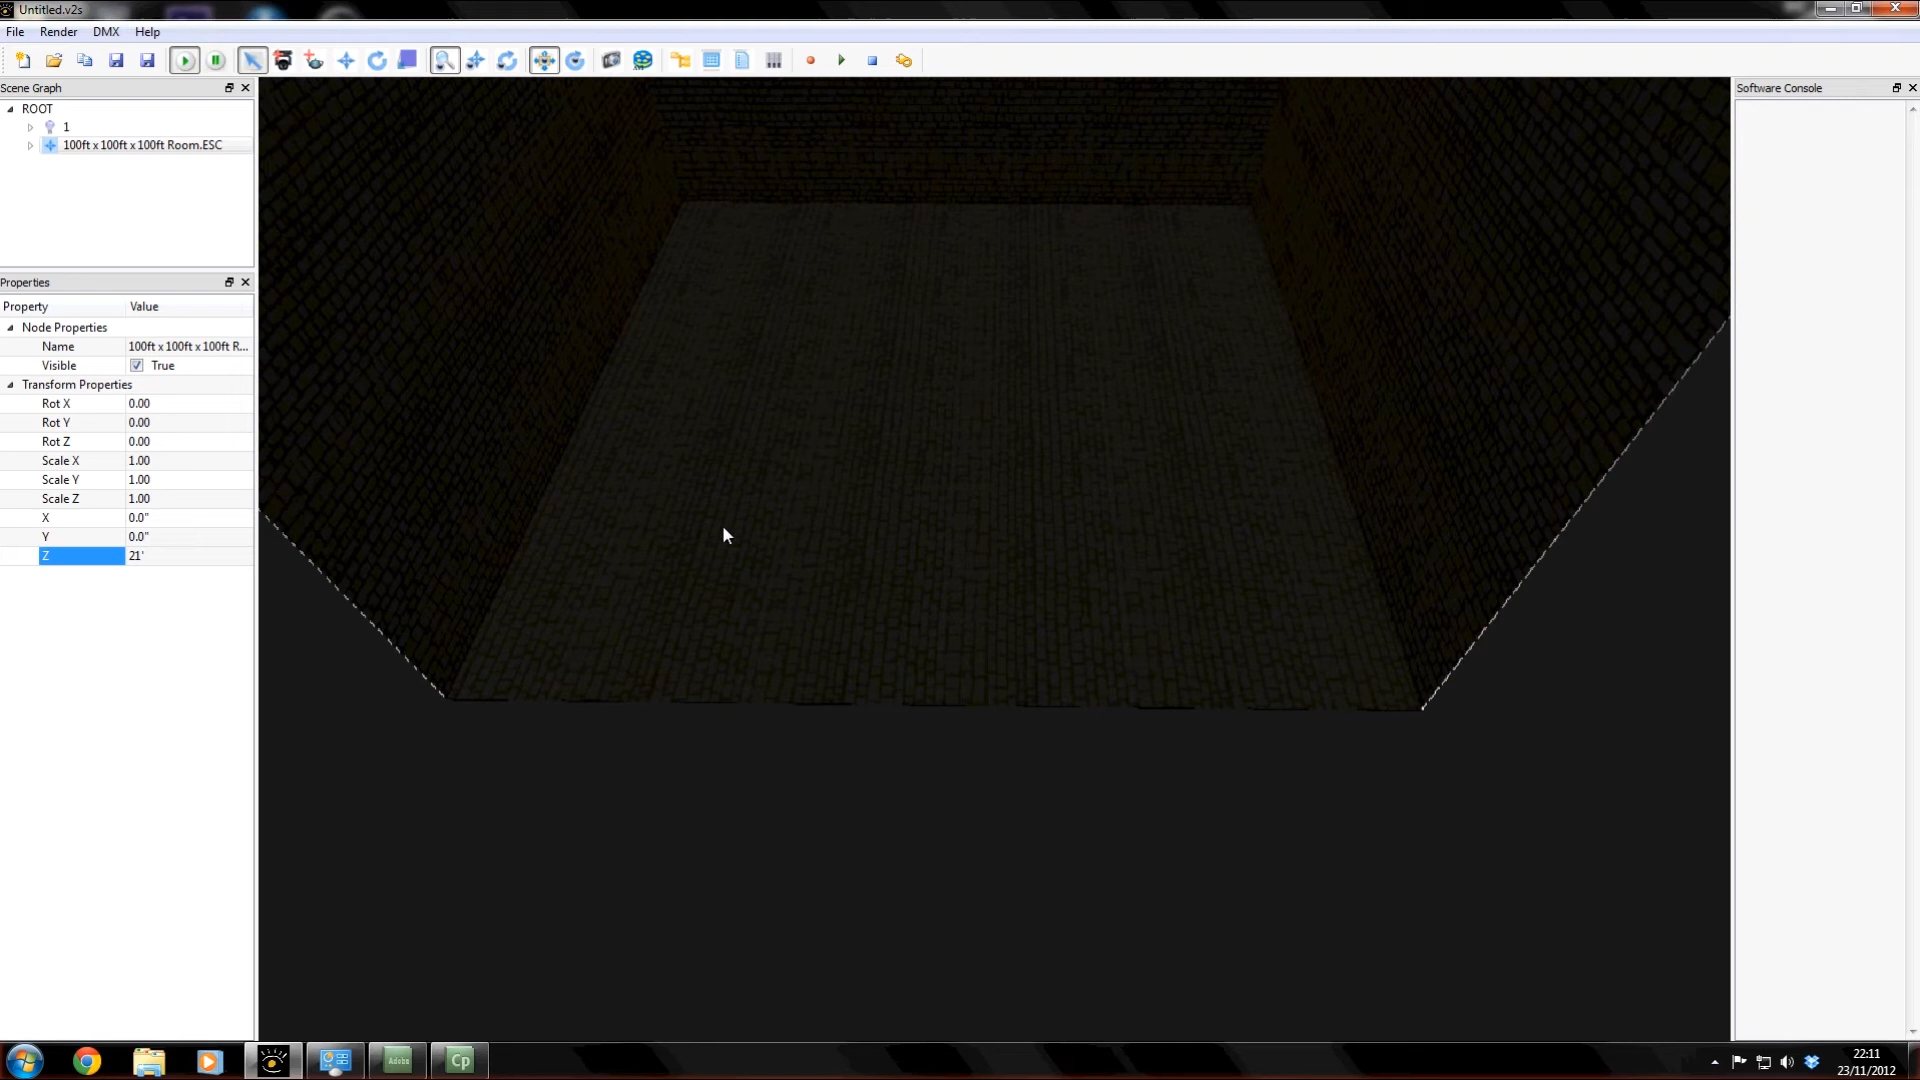 Untitled.v2s
File Render DMX Help
Scene Graph
ROOT
1
100ft x 100ft x 100ft Room.ESC
Properties
Property Value
Node Properties
Name 100ft x 100ft x 100ft R...
Visible True
Transform Properties
Rot X 0.00
Rot Y 0.00
Rot Z 0.00
Scale X 1.00
Scale Y 1.00
Scale Z 1.00
X 0.0"
Y 0.0"
Z 21'
Software Console
Adobe
Cp
22:11
23/11/2012